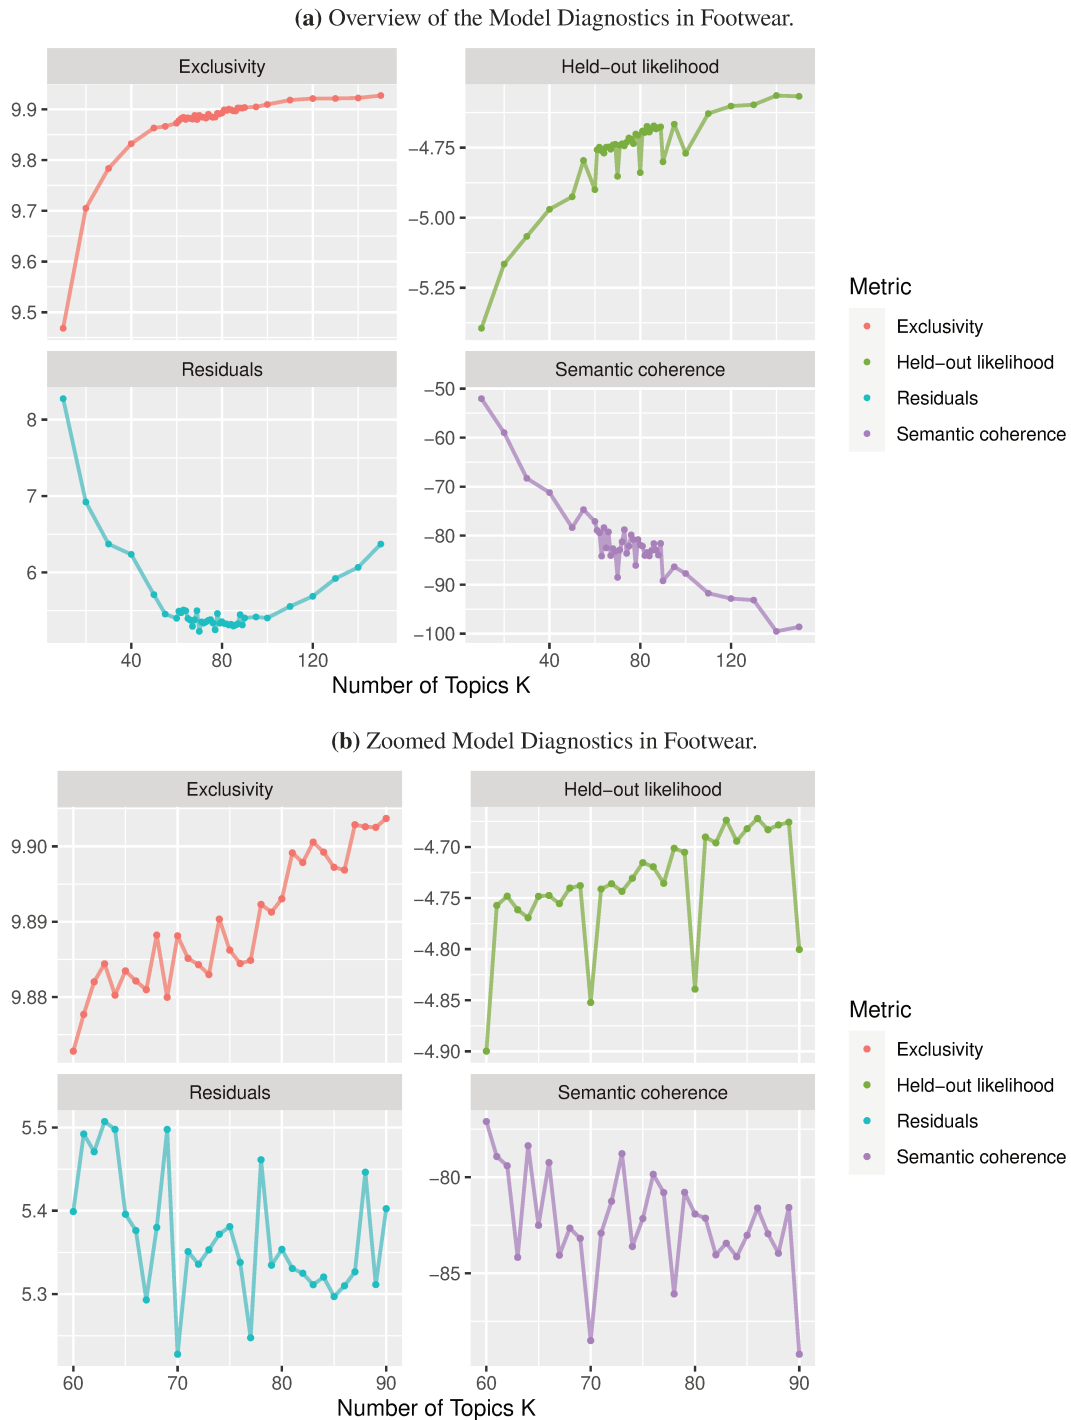 (a) Overview of the Model Diagnostics in Footwear.
Exclusivity
Held−out likelihood
9.9
9.8
9.7
9.6
9.5
−4.75
−5.00
−5.25
Residuals
Semantic coherence
8
7
6
−50
−60
−70
−80
−90
−100
40 80 120
40 80 120
Number of Topics K
Metric
Exclusivity
Held−out likelihood
Residuals
Semantic coherence
(b) Zoomed Model Diagnostics in Footwear.
Exclusivity
Held−out likelihood
9.90
9.89
9.88
−4.70
−4.75
−4.80
−4.85
−4.90
Residuals
Semantic coherence
5.5
5.4
5.3
−80
−85
60 70 80 90
60 70 80 90
Number of Topics K
Metric
Exclusivity
Held−out likelihood
Residuals
Semantic coherence